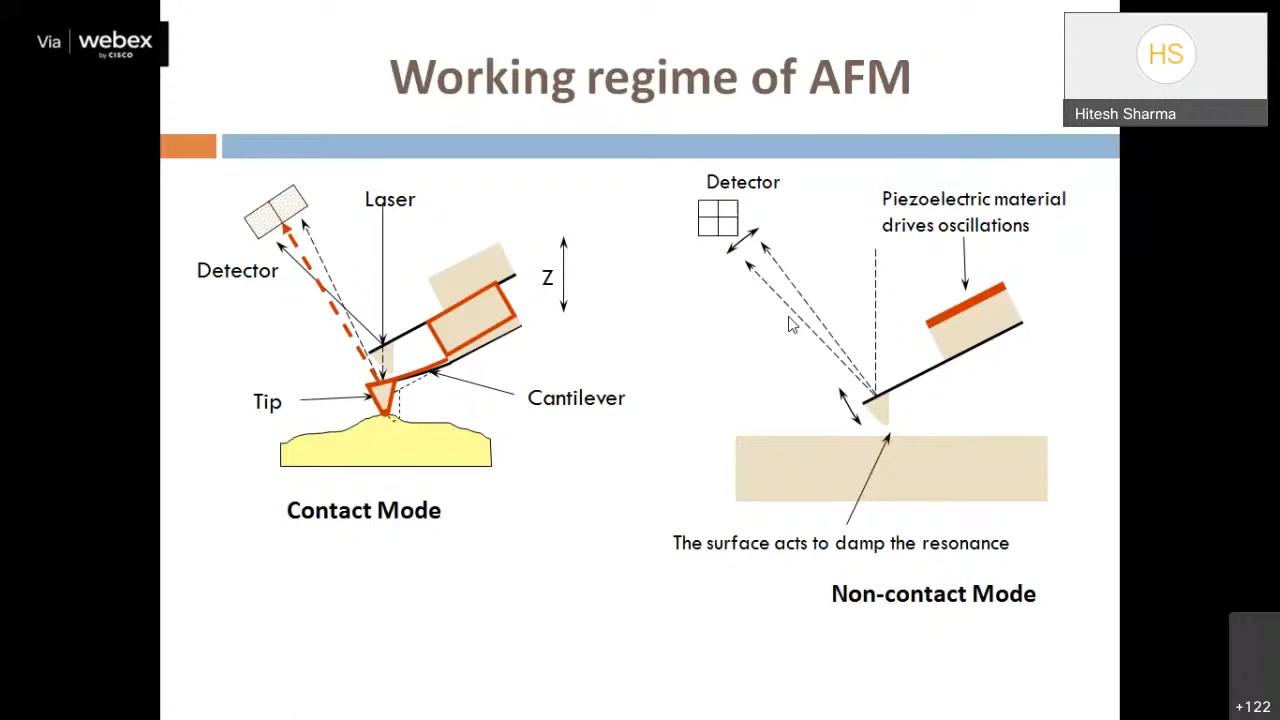 Via webex
by CISCO
Working regime of AFM
HS
Hitesh Sharma
Laser
Detector
Z
Tip
Cantilever
Contact Mode
Detector
Piezoelectric material
drives oscillations
The surface acts to damp the resonance
Non-contact Mode
+122